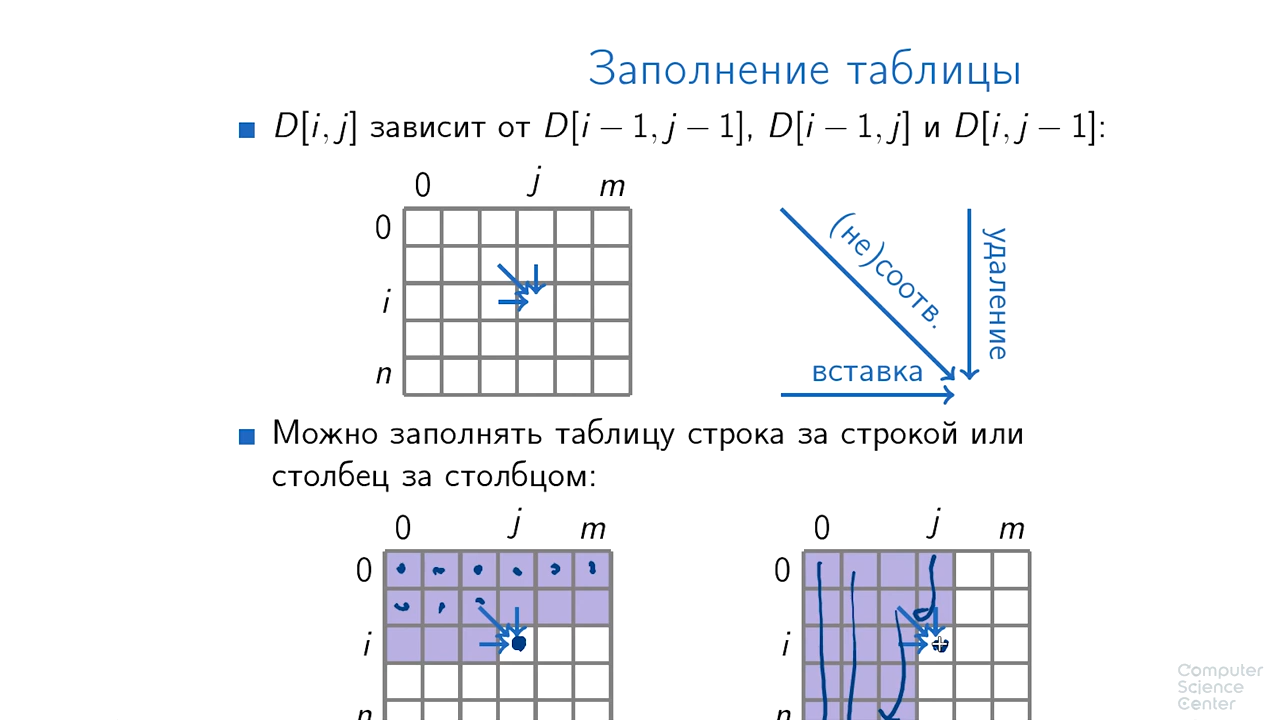 Заполнение таблицы
D[i, j] зависит от D[i − 1, j − 1], D[i − 1, j] и D[i, j − 1]:
0 j m
0
i
n
(не)соотв.
удаление
вставка
Можно заполнять таблицу строка за строкой или
столбец за столбцом:
0 j m
0
i
n
0 j m
0
i
n
Computer
Science
Center